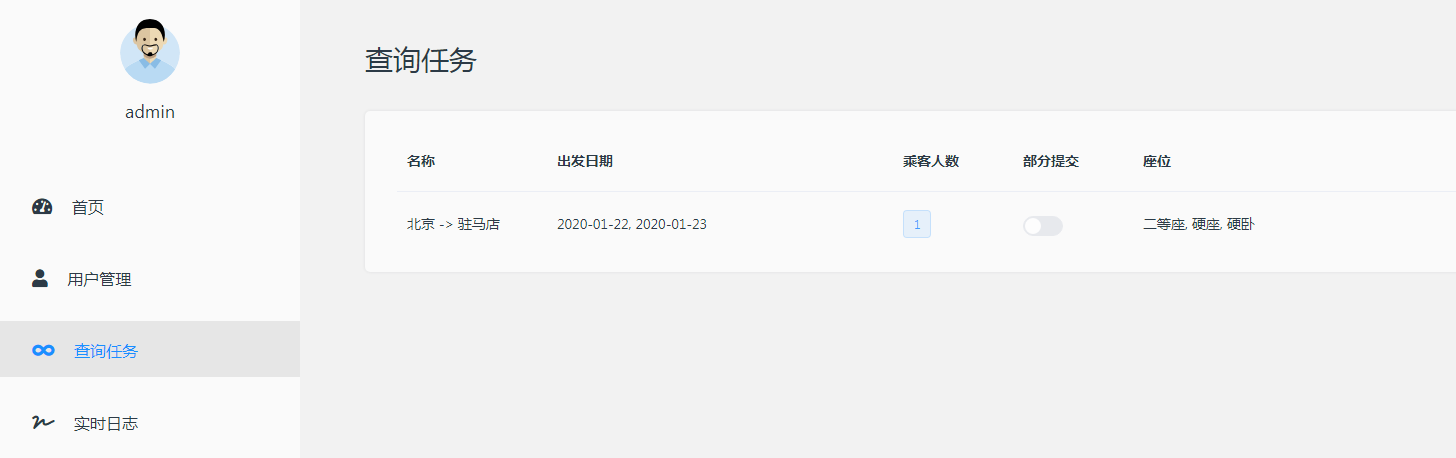 admin
首页
用户管理
查询任务
实时日志
查询任务
名称 出发日期 乘客人数 部分提交 座位
北京 -> 驻马店 2020-01-22, 2020-01-23 1 二等座, 硬座, 硬卧